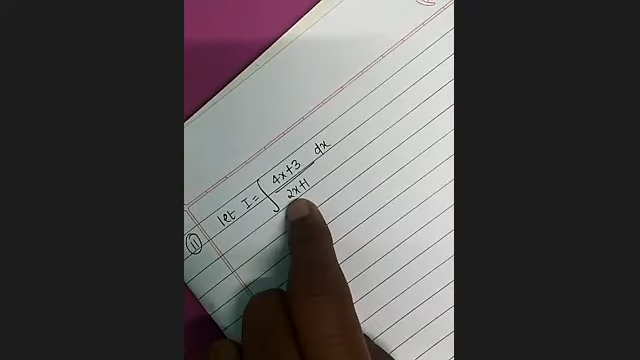 11 let I = ∫ 4x+3 / 2x+1 dx